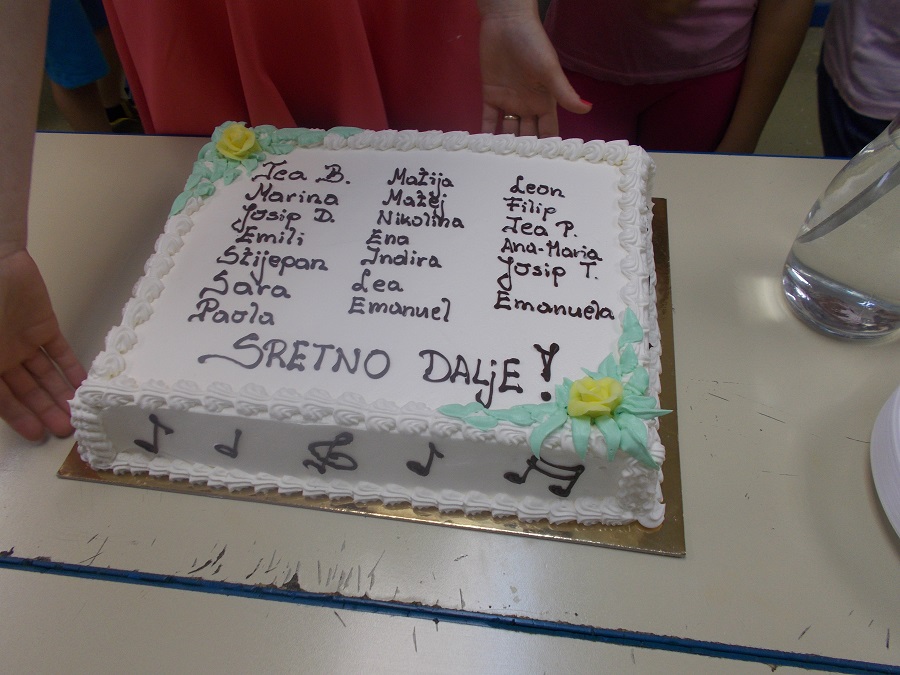 Tea B.
Marina
Josip D.
Emili
Stijepan
Sara
Paola
Matija
Matej
Nikolina
Ena
Indira
Lea
Emanuel
Leon
Filip
Tea P.
Ana-Maria
Josip T.
Emanuela
SRETNO DALjE!